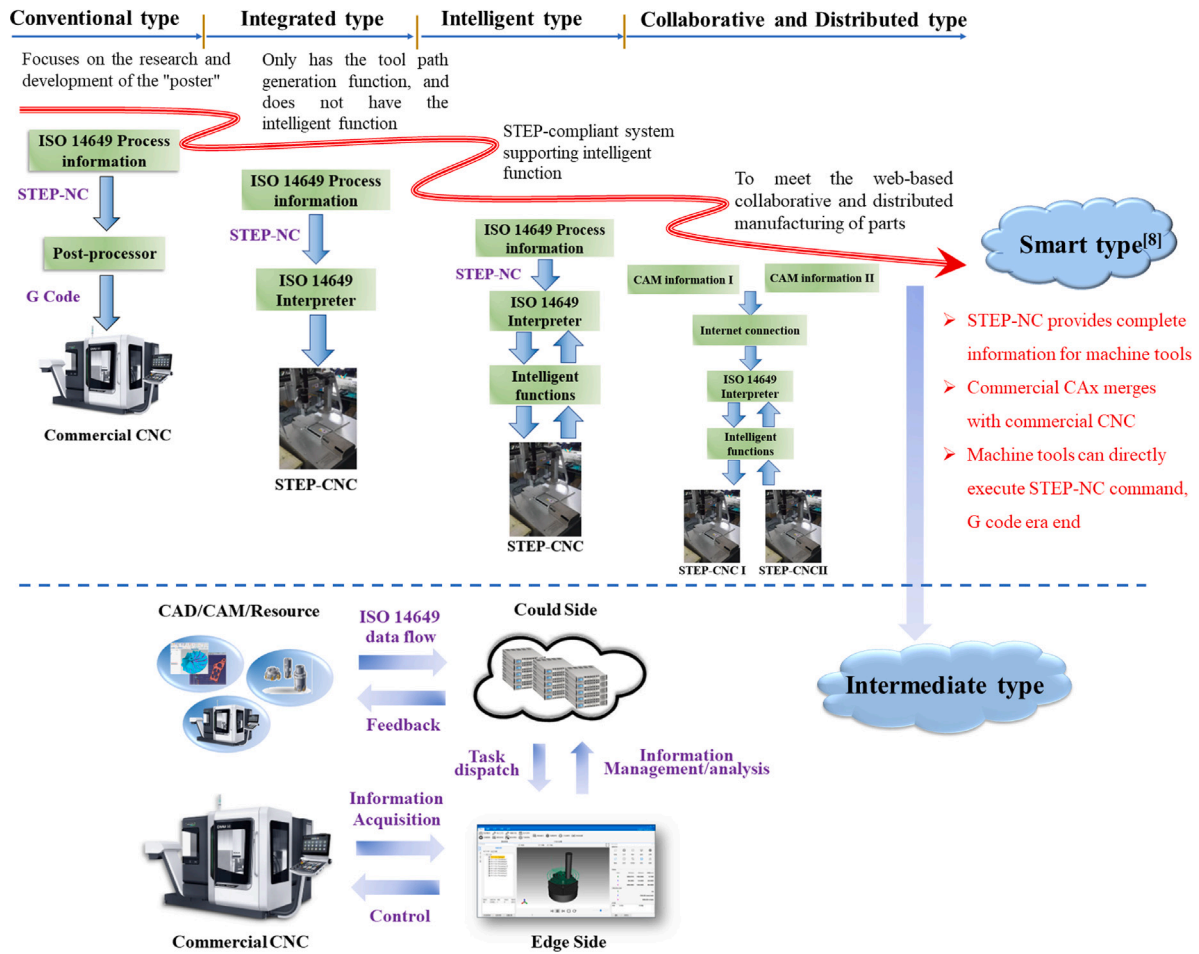 Conventional type
Integrated type
Intelligent type
Collaborative and Distributed type
Focuses on the research and
development of the "poster"
Only has the tool path
generation function, and
does not have the
intelligent function
STEP-compliant system
supporting intelligent
function
To meet the web-based
collaborative and distributed
manufacturing of parts
ISO 14649 Process
information
STEP-NC
Post-processor
G Code
Commercial CNC
ISO 14649 Process
information
STEP-NC
ISO 14649
Interpreter
STEP-CNC
ISO 14649 Process
information
STEP-NC
ISO 14649
Interpreter
Intelligent
functions
STEP-CNC
CAM information I
CAM information II
Internet connection
ISO 14649
Interpreter
Intelligent
functions
STEP-CNC I
STEP-CNCII
Smart type[8]
STEP-NC provides complete
information for machine tools
Commercial CAx merges
with commercial CNC
Machine tools can directly
execute STEP-NC command,
G code era end
CAD/CAM/Resource
ISO 14649
data flow
Feedback
Could Side
Intermediate type
Task
dispatch
Information
Management/analysis
Information
Acquisition
Control
Commercial CNC
Edge Side